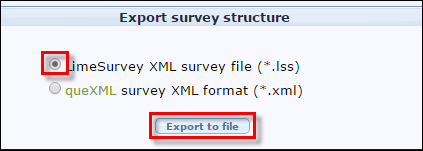 Export survey structure
LimeSurvey XML survey file (*.lss)
queXML survey XML format (*.xml)
Export to file